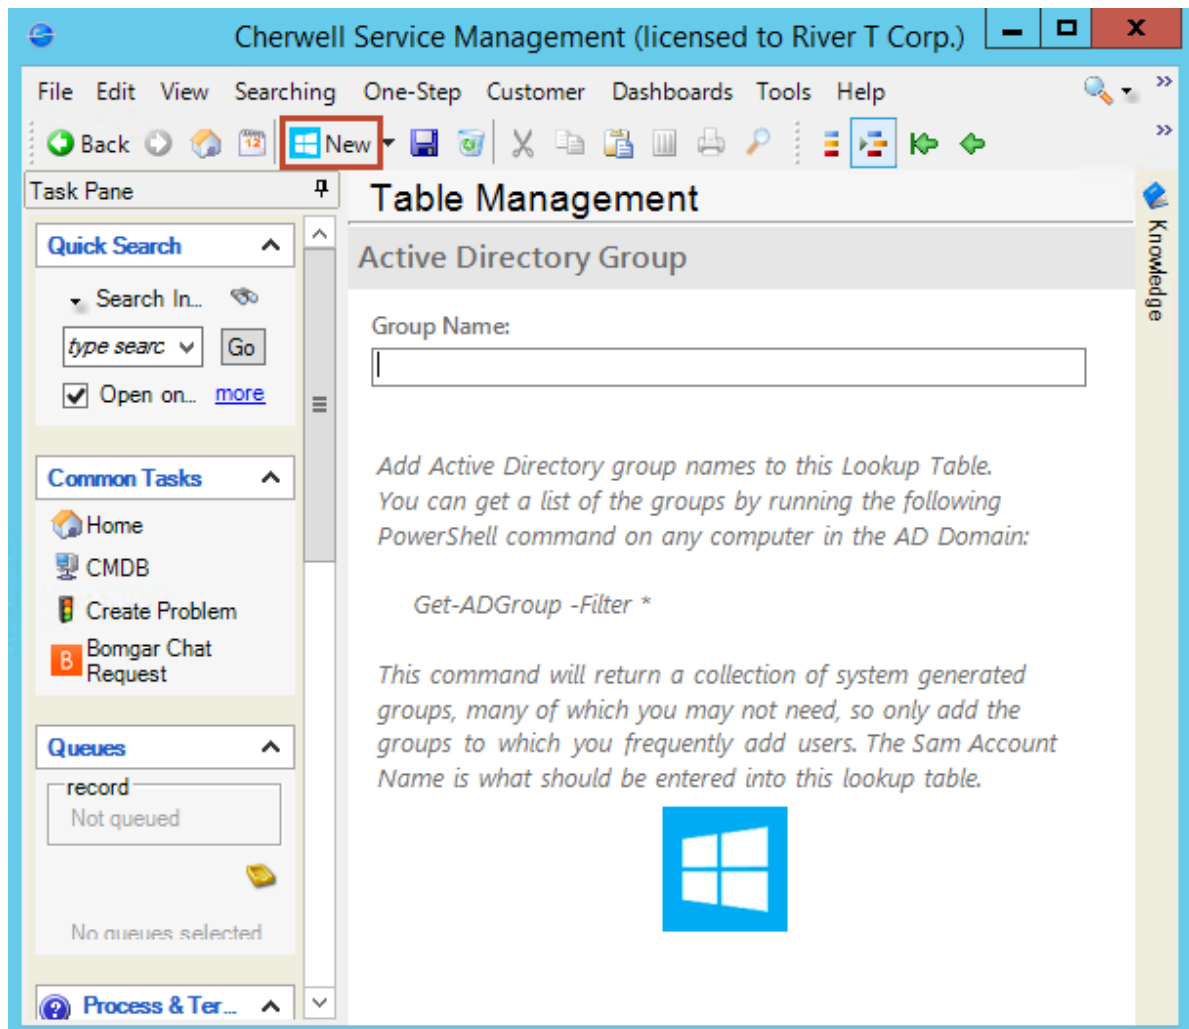 Cherwell Service Management (licensed to River T Corp.)
File Edit View Searching One-Step Customer Dashboards Tools Help
Back 12 New
Task Pane
Table Management
Quick Search
Active Directory Group
Knowledge
Search In...
Group Name:
type searc Go
Open on... more
Add Active Directory group names to this Lookup Table.
You can get a list of the groups by running the following
PowerShell command on any computer in the AD Domain:
Get-ADGroup -Filter *
This command will return a collection of system generated
groups, many of which you may not need, so only add the
groups to which you frequently add users. The Sam Account
Name is what should be entered into this lookup table.
Common Tasks
Home
CMDB
Create Problem
B Bomgar Chat
Request
Queues
record
Not queued
No queues selected
Process & Ter...